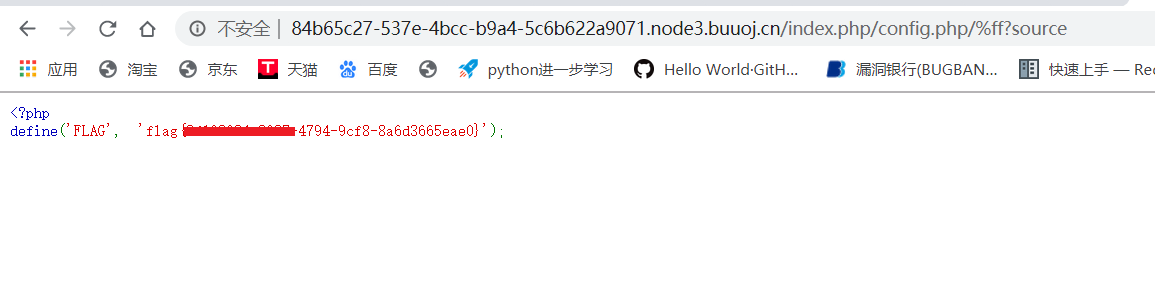 不安全 | 84b65c27-537e-4bcc-b9a4-5c6b622a9071.node3.buuoj.cn/index.php/config.php/%ff?source
应用 淘宝 京东 天猫 百度 python进一步学习 Hello World·GitH... 漏洞银行(BUGBAN... 快速上手 — Rec
<?php
define('FLAG', 'flag{ -4794-9cf8-8a6d3665eae0}');